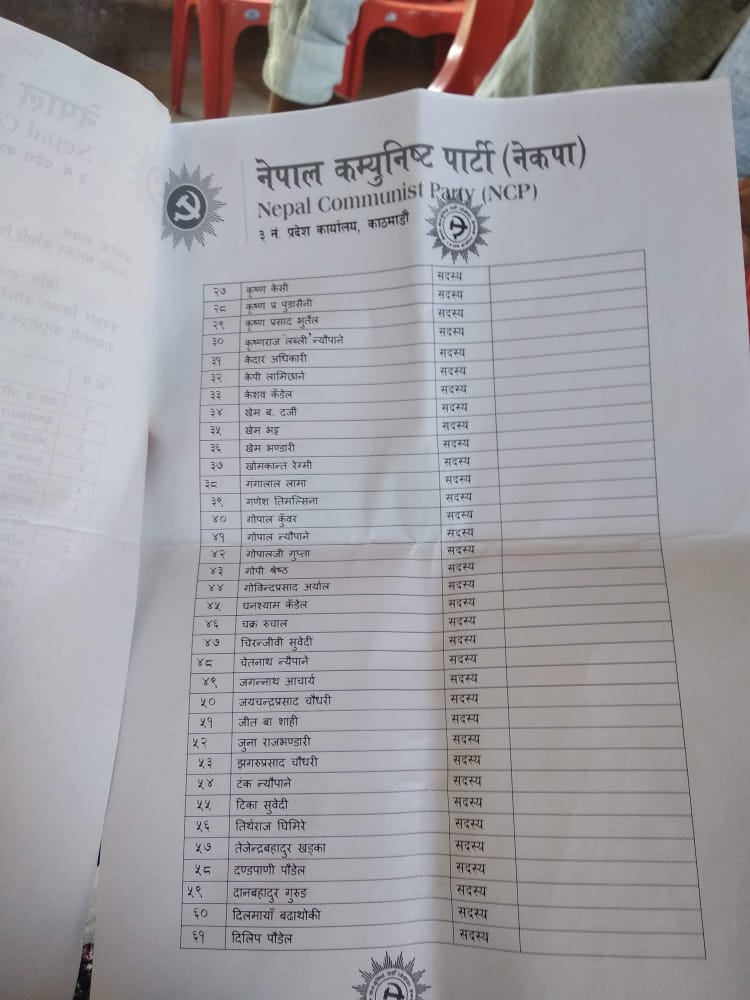 नेपाल कम्युनिष्ट पार्टी (नेकपा)
Nepal Communist Party (NCP)
३ नं. प्रदेश कार्यालय, काठमाडौं
२७ कृष्ण केसी सदस्य
२८ कृष्ण प्र पुडासैनी सदस्य
२९ कृष्ण प्रसाद भुर्तेल सदस्य
३० कृष्णराज 'लब्ली' न्यौपाने सदस्य
३१ केदार अधिकारी सदस्य
३२ केपी लामिछाने सदस्य
३३ केशव कँडेल सदस्य
३४ खेम ब. दर्जी सदस्य
३५ खेम भट्ट सदस्य
३६ खेम भण्डारी सदस्य
३७ खोमकान्त रेग्मी सदस्य
३८ गंगालाल लामा सदस्य
३९ गणेश तिमल्सिना सदस्य
४० गोपाल कुँवर सदस्य
४१ गोपाल न्यौपाने सदस्य
४२ गोपालजी गुप्ता सदस्य
४३ गोपी श्रेष्ठ सदस्य
४४ गोविन्दप्रसाद अर्याल सदस्य
४५ घनश्याम कँडेल सदस्य
४६ चक्र रुचाल सदस्य
४७ चिरन्जीवी सुवेदी सदस्य
४८ चेतनाथ न्यैपाने सदस्य
४९ जगन्नाथ आचार्य सदस्य
५० जयचन्द्रप्रसाद चौधरी सदस्य
५१ जीत बा शाही सदस्य
५२ जुना राजभण्डारी सदस्य
५३ झगरुप्रसाद चौधरी सदस्य
५४ टंक न्यौपाने सदस्य
५५ टिका सुवेदी सदस्य
५६ तिर्थराज घिमिरे सदस्य
५७ तेजेन्द्रबहादुर खड्का सदस्य
५८ दण्डपाणी पौडेल सदस्य
५९ दानबहादुर गुरुङ सदस्य
६० दिलमायाँ बढाथोकी सदस्य
६१ दिलिप पौडेल सदस्य